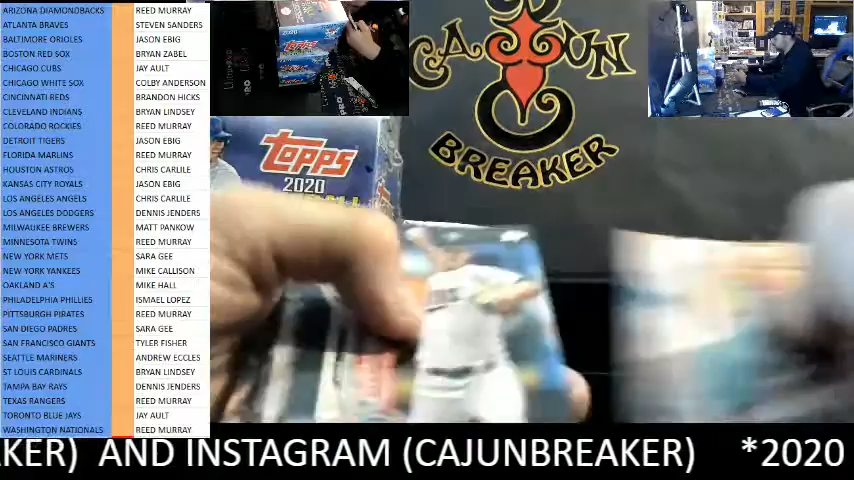 ARIZONA DIAMONDBACKS REED MURRAY
ATLANTA BRAVES STEVEN SANDERS
BALTIMORE ORIOLES JASON EBIG
BOSTON RED SOX BRYAN ZABEL
CHICAGO CUBS JAY AULT
CHICAGO WHITE SOX COLBY ANDERSON
CINCINNATI REDS BRANDON HICKS
CLEVELAND INDIANS BRYAN LINDSEY
COLORADO ROCKIES REED MURRAY
DETROIT TIGERS JASON EBIG
FLORIDA MARLINS REED MURRAY
HOUSTON ASTROS CHRIS CARLILE
KANSAS CITY ROYALS JASON EBIG
LOS ANGELES ANGELS CHRIS CARLILE
LOS ANGELES DODGERS DENNIS JENDERS
MILWAUKEE BREWERS MATT PANKOW
MINNESOTA TWINS REED MURRAY
NEW YORK METS SARA GEE
NEW YORK YANKEES MIKE CALLISON
OAKLAND A'S MIKE HALL
PHILADELPHIA PHILLIES ISMAEL LOPEZ
PITTSBURGH PIRATES REED MURRAY
SAN DIEGO PADRES SARA GEE
SAN FRANCISCO GIANTS TYLER FISHER
SEATTLE MARINERS ANDREW ECCLES
ST LOUIS CARDINALS BRYAN LINDSEY
TAMPA BAY RAYS DENNIS JENDERS
TEXAS RANGERS REED MURRAY
TORONTO BLUE JAYS JAY AULT
WASHINGTON NATIONALS REED MURRAY
2020
TOPPS
CAJUN
BREAKER
topps
2020
KER) AND INSTAGRAM (CAJUNBREAKER) *2020